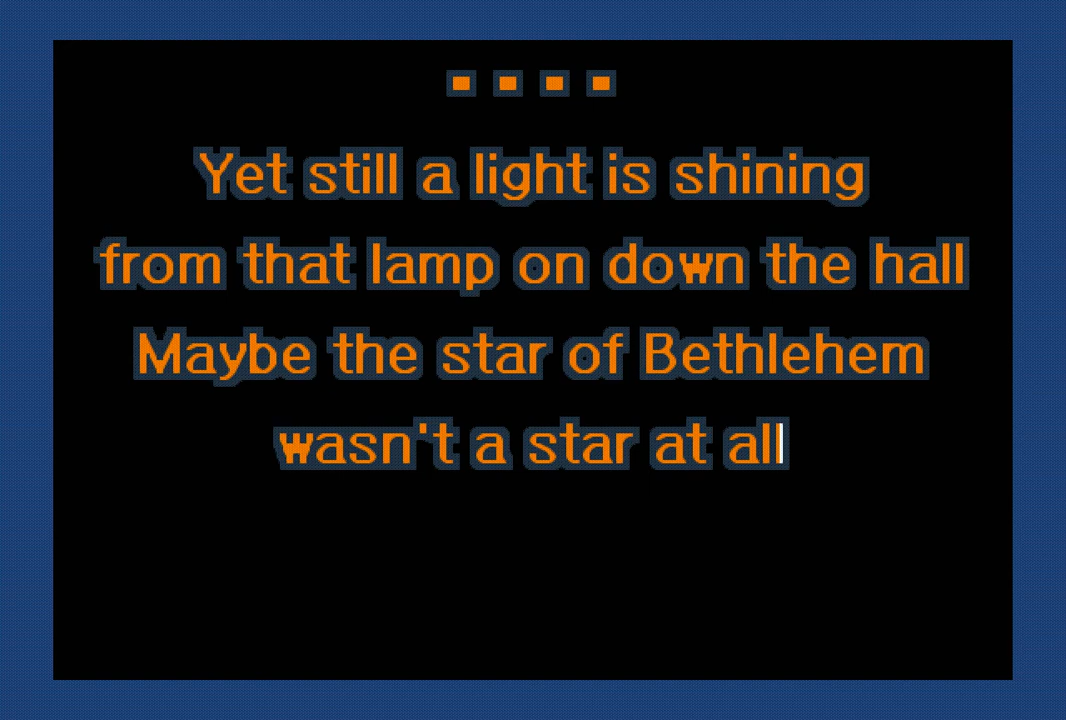 Yet still a light is shining
from that lamp on down the hall
Maybe the star of Bethlehem
wasn't a star at all